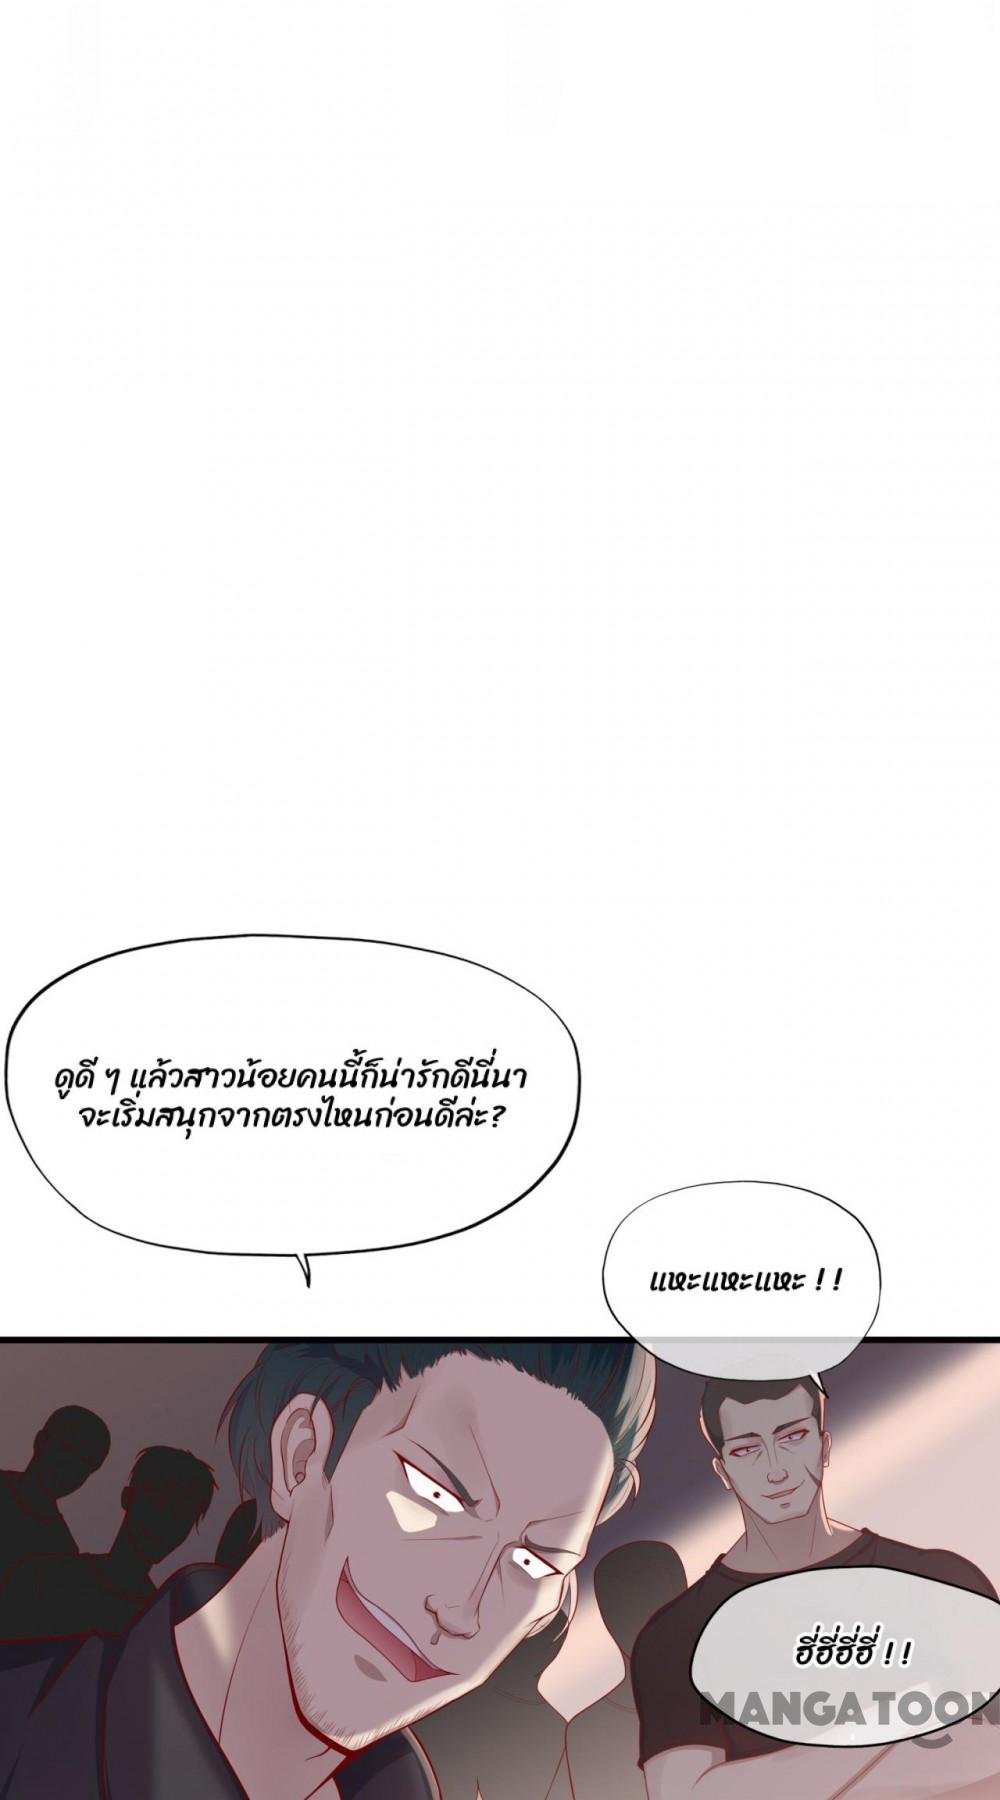 ดูดี ๆ แล้วสาวน้อยคนนี้ก็น่ารักดีนี่นา
จะเริ่มสนุกจากตรงไหนก่อนดีล่ะ?
แหะแหะแหะ ! !
ฮี่ฮี่ฮี่ฮี่ ! !
MANGATOON